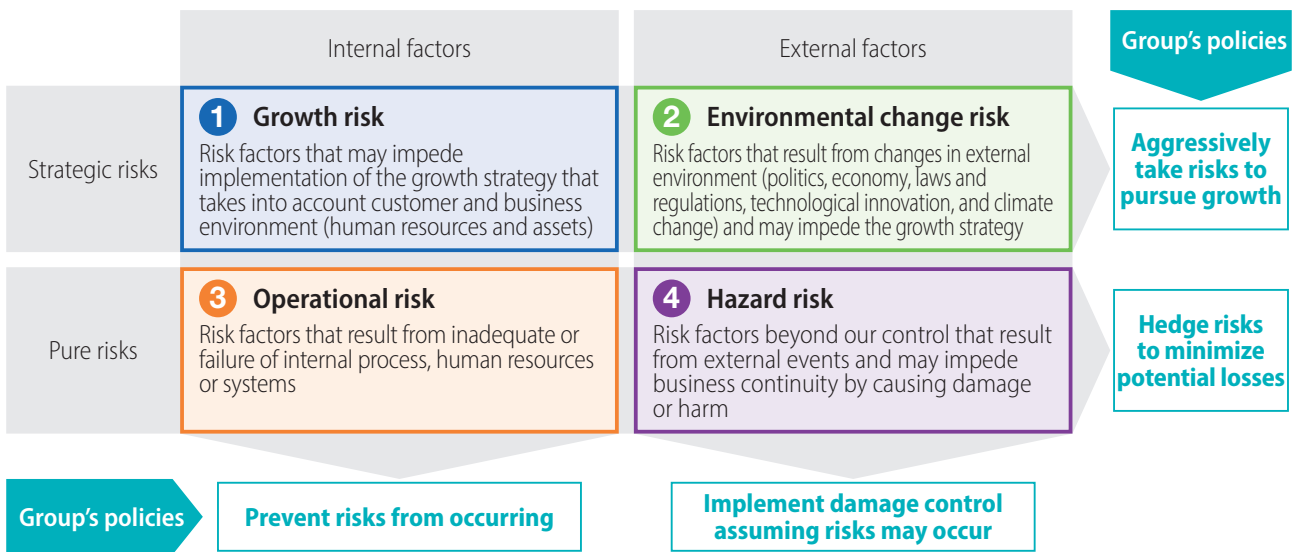 Internal factors
External factors
Group's policies
Strategic risks
1 Growth risk
Risk factors that may impede
implementation of the growth strategy that
takes into account customer and business
environment (human resources and assets)
2 Environmental change risk
Risk factors that result from changes in external
environment (politics, economy, laws and
regulations, technological innovation, and climate
change) and may impede the growth strategy
Aggressively
take risks to
pursue growth
Pure risks
3 Operational risk
Risk factors that result from inadequate or
failure of internal process, human resources
or systems
4 Hazard risk
Risk factors beyond our control that result
from external events and may impede
business continuity by causing damage
or harm
Hedge risks
to minimize
potential losses
Group's policies
Prevent risks from occurring
Implement damage control
assuming risks may occur